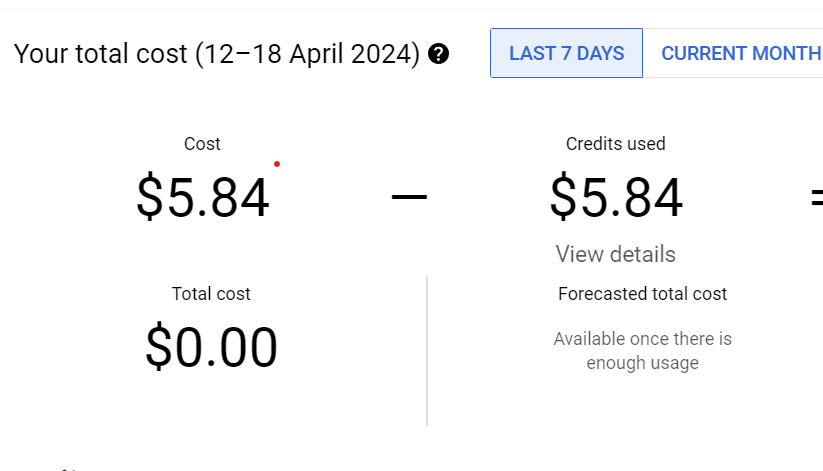 Your total cost (12–18 April 2024) ?
LAST 7 DAYS
CURRENT MONTH
Cost
$5.84
–
Credits used
$5.84
=
View details
Total cost
$0.00
Forecasted total cost
Available once there is
enough usage